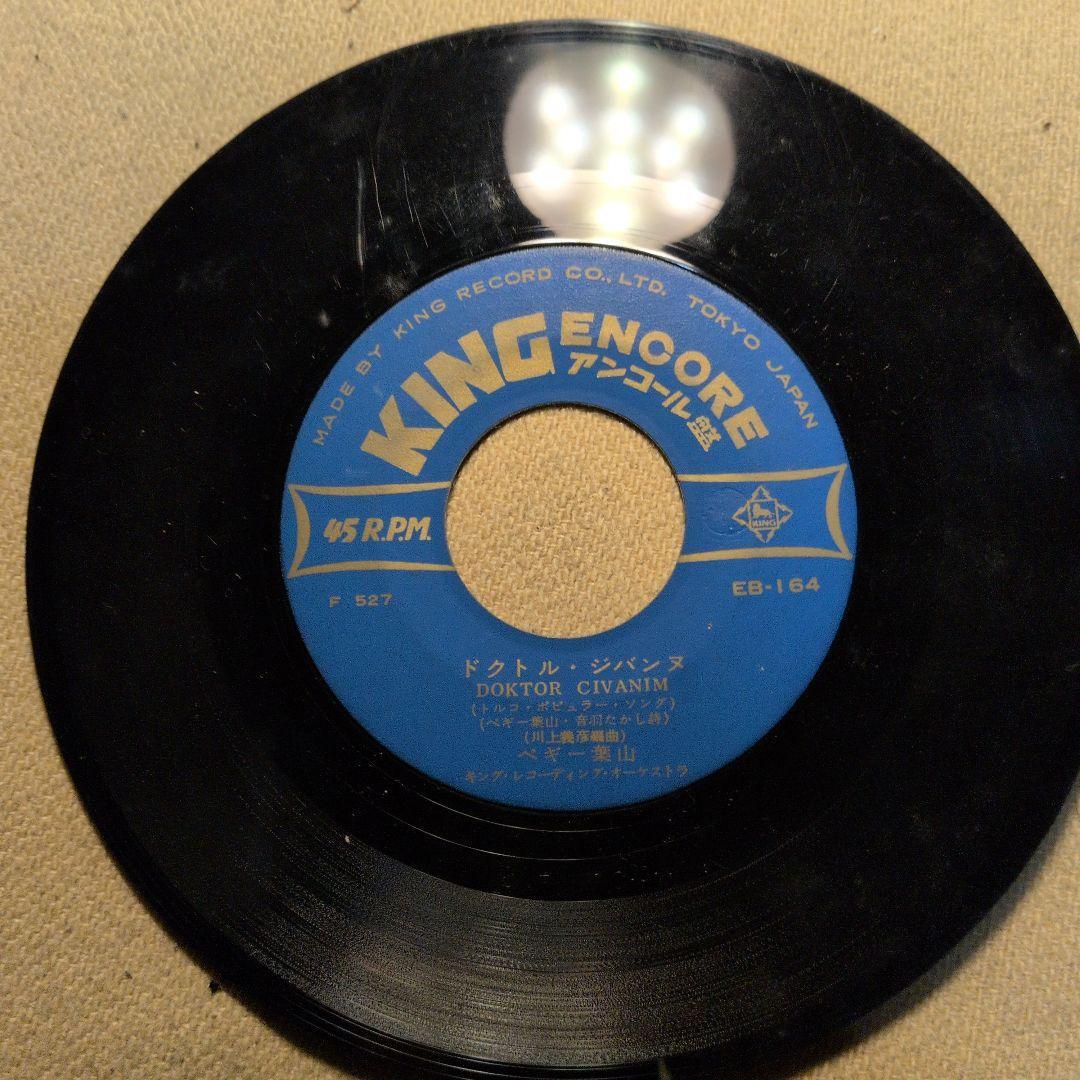 MADE BY KING RECORD CO., LTD. TOKYO JAPAN
KING ENCORE
アンコール盤
45 R.P.M.
KING
F 527
EB-164
ドクトル・ジバンヌ
DOKTOR CIVANIM
(トルコ・ポピュラー・ソング)
(ペギー葉山・音羽たかし詩)
(川上義彦編曲)
ペギー葉山
キング・レコーディング・オーケストラ